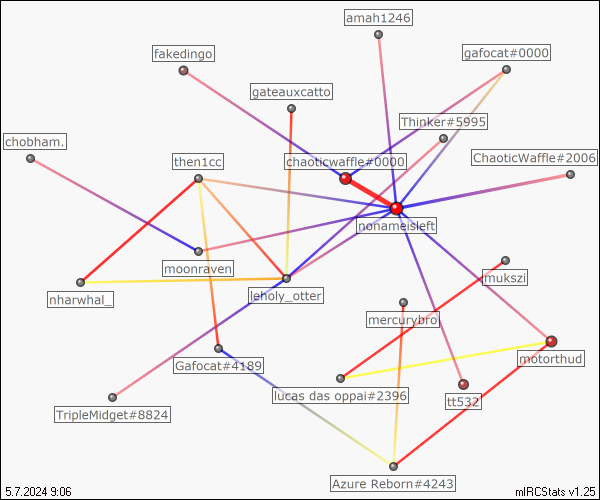 amah1246
fakedingo
gafocat#0000
gateauxcatto
Thinker#5995
chobham.
then1cc
chaoticwaffle#0000
ChaoticWaffle#2006
nonameisleft
moonraven
mukszi
nharwhal_
leholy_otter
mercurybro
motorthud
Gafocat#4189
lucas das oppai#2396
tt532
TripleMidget#8824
Azure Reborn#4243
5.7.2024 9:06
mIRCStats v1.25